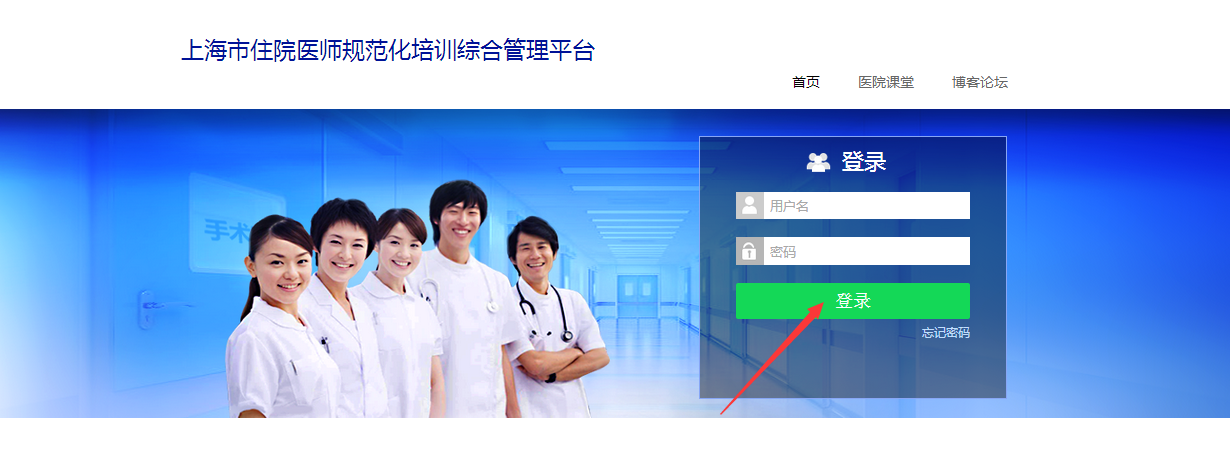 上海市住院医师规范化培训综合管理平台
首页 医院课堂 博客论坛
手术
登录
用户名
密码
登录
忘记密码